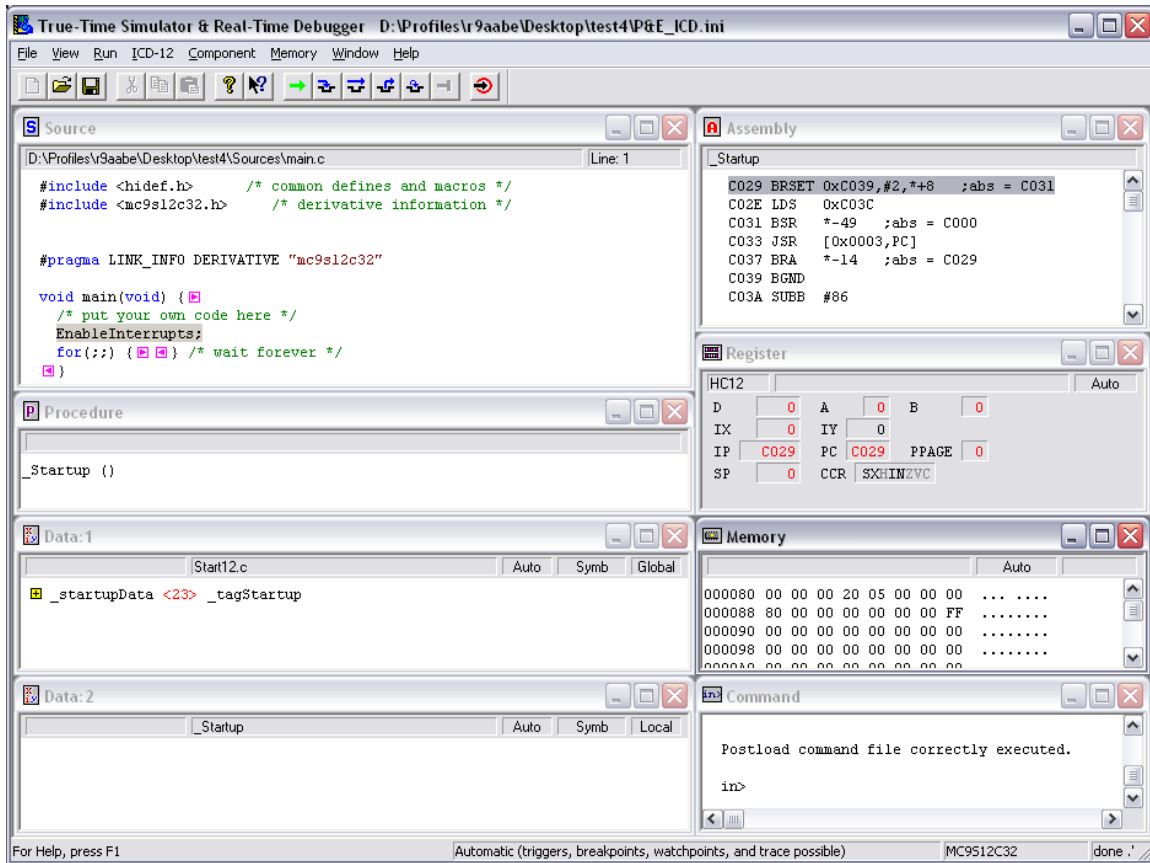 True-Time Simulator & Real-Time Debugger D:\Profiles\r9aabe\Desktop\test4\P&E_ICD.ini
File View Run ICD-12 Component Memory Window Help
Source
D:\Profiles\r9aabe\Desktop\test4\Sources\main.c Line: 1
#include <hidef.h> /* common defines and macros */
#include <mc9s12c32.h> /* derivative information */
#pragma LINK_INFO DERIVATIVE "mc9s12c32"
void main(void) {
/* put your own code here */
EnableInterrupts;
for(;;) { } /* wait forever */
}
Procedure
_Startup ()
Data:1
Start12.c Auto Symb Global
_startupData <23> _tagStartup
Data:2
_Startup Auto Symb Local
Assembly
_Startup
C029 BRSET 0xC039,#2,*+8 ;abs = C031
C02E LDS 0xC03C
C031 BSR *-49 ;abs = C000
C033 JSR [0x0003,PC]
C037 BRA *-14 ;abs = C029
C039 BGND
C03A SUBB #86
Register
HC12 Auto
D 0 A 0 B 0
IX 0 IY 0
IP C029 PC C029 PPAGE 0
SP 0 CCR SXHINZVC
Memory
Auto
000080 00 00 00 20 05 00 00 00 ... ....
000088 80 00 00 00 00 00 00 FF ........
000090 00 00 00 00 00 00 00 00 ........
000098 00 00 00 00 00 00 00 00 ........
0000A0 00 00 00 00 00 00 00 00 ........
Command
Postload command file correctly executed.
in>
For Help, press F1 Automatic (triggers, breakpoints, watchpoints, and trace possible) MC9S12C32 done .'